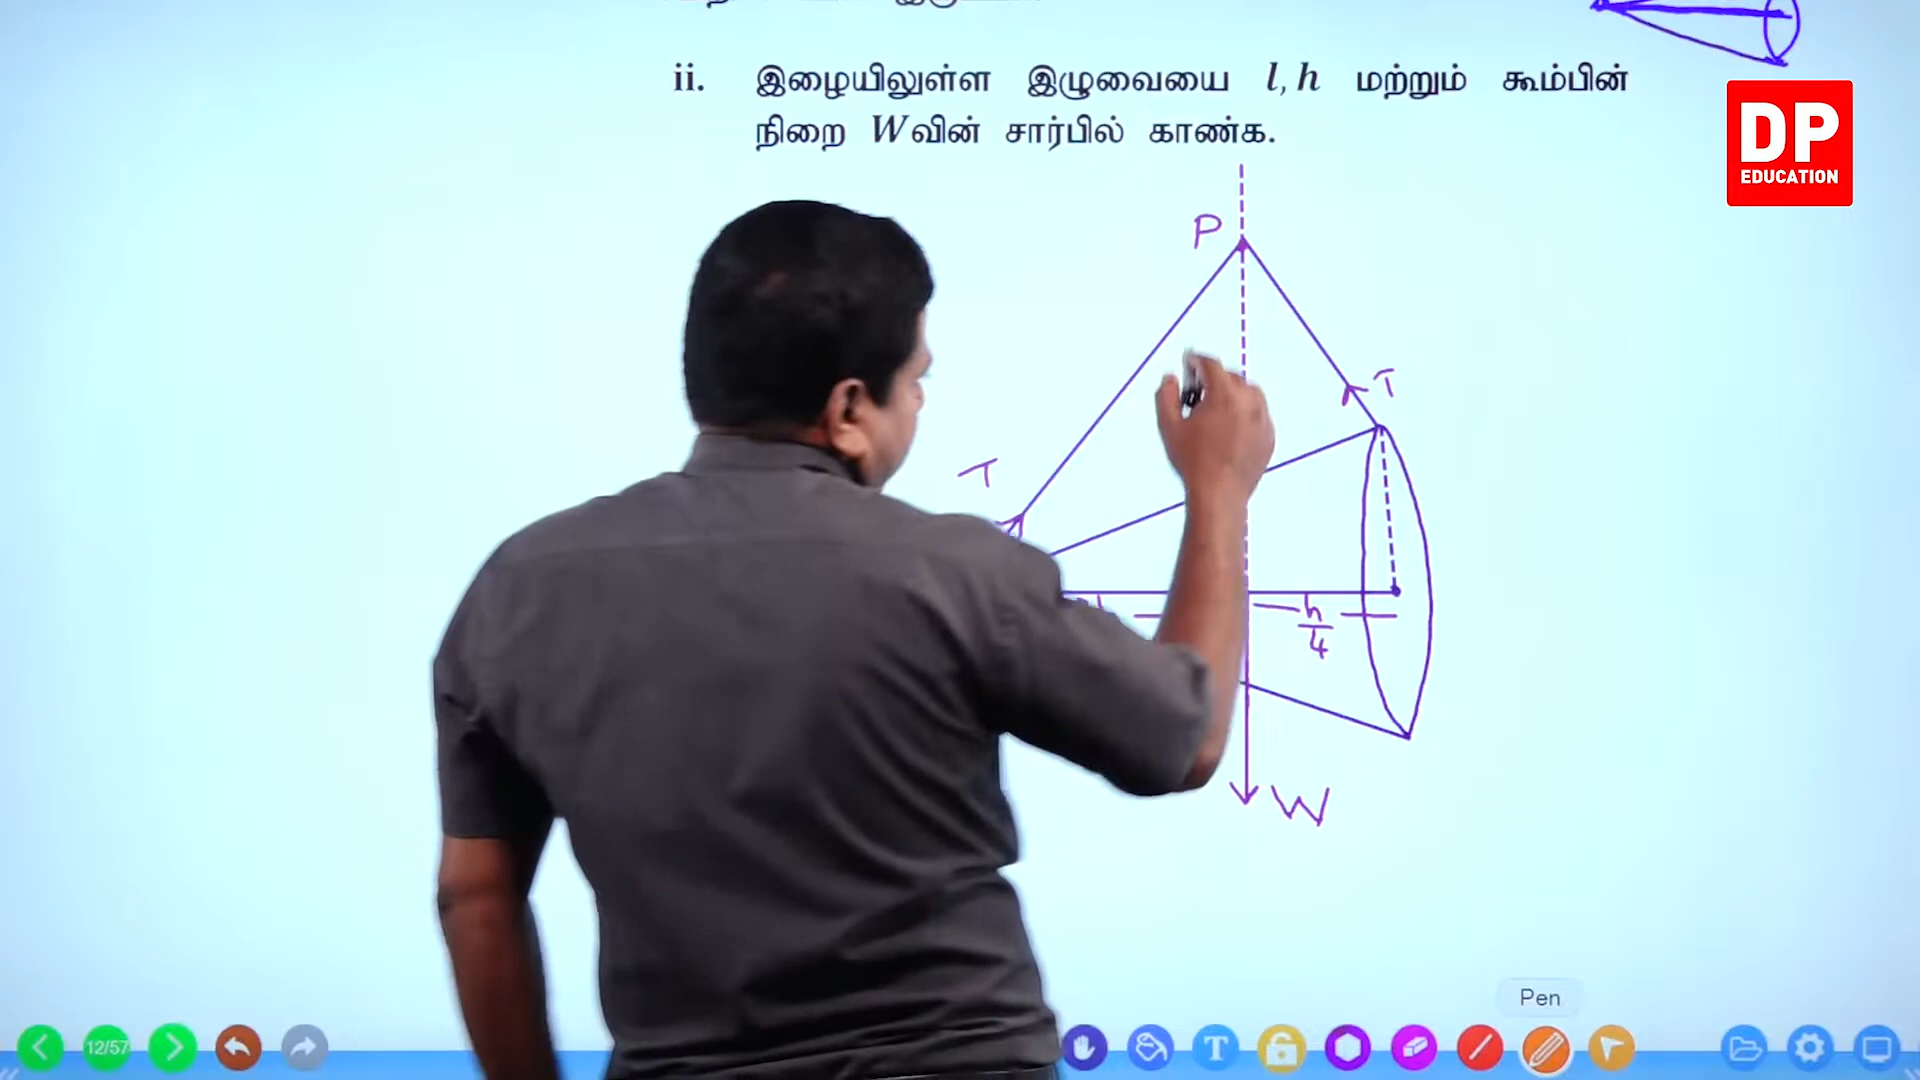 ii. இழையிலுள்ள இழுவையை l, h மற்றும் கூம்பின்
நிறை Wவின் சார்பில் காண்க.
DP
EDUCATION
P
T
T
h/4
W
Pen
12/57
T